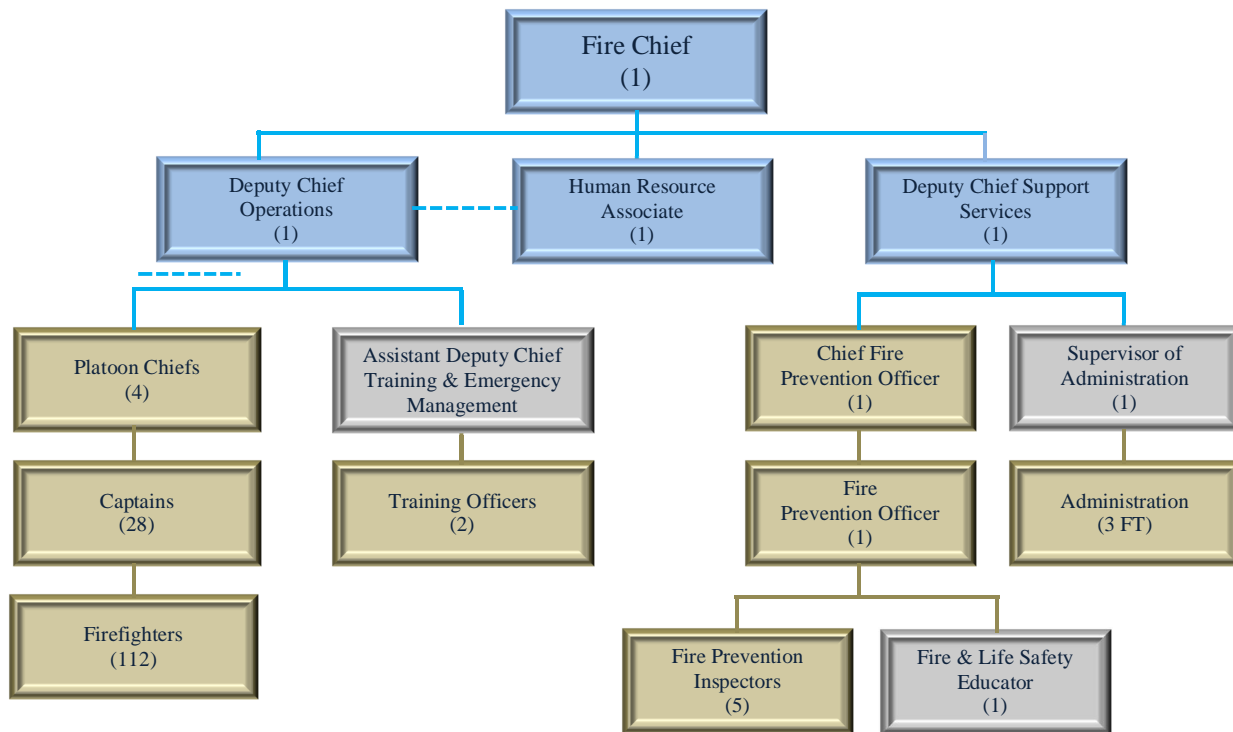 Fire Chief
(1)
Deputy Chief
Operations
(1)
Human Resource
Associate
(1)
Deputy Chief Support
Services
(1)
Platoon Chiefs
(4)
Assistant Deputy Chief
Training & Emergency
Management
Chief Fire
Prevention Officer
(1)
Supervisor of
Administration
(1)
Captains
(28)
Training Officers
(2)
Fire
Prevention Officer
(1)
Administration
(3 FT)
Firefighters
(112)
Fire Prevention
Inspectors
(5)
Fire & Life Safety
Educator
(1)